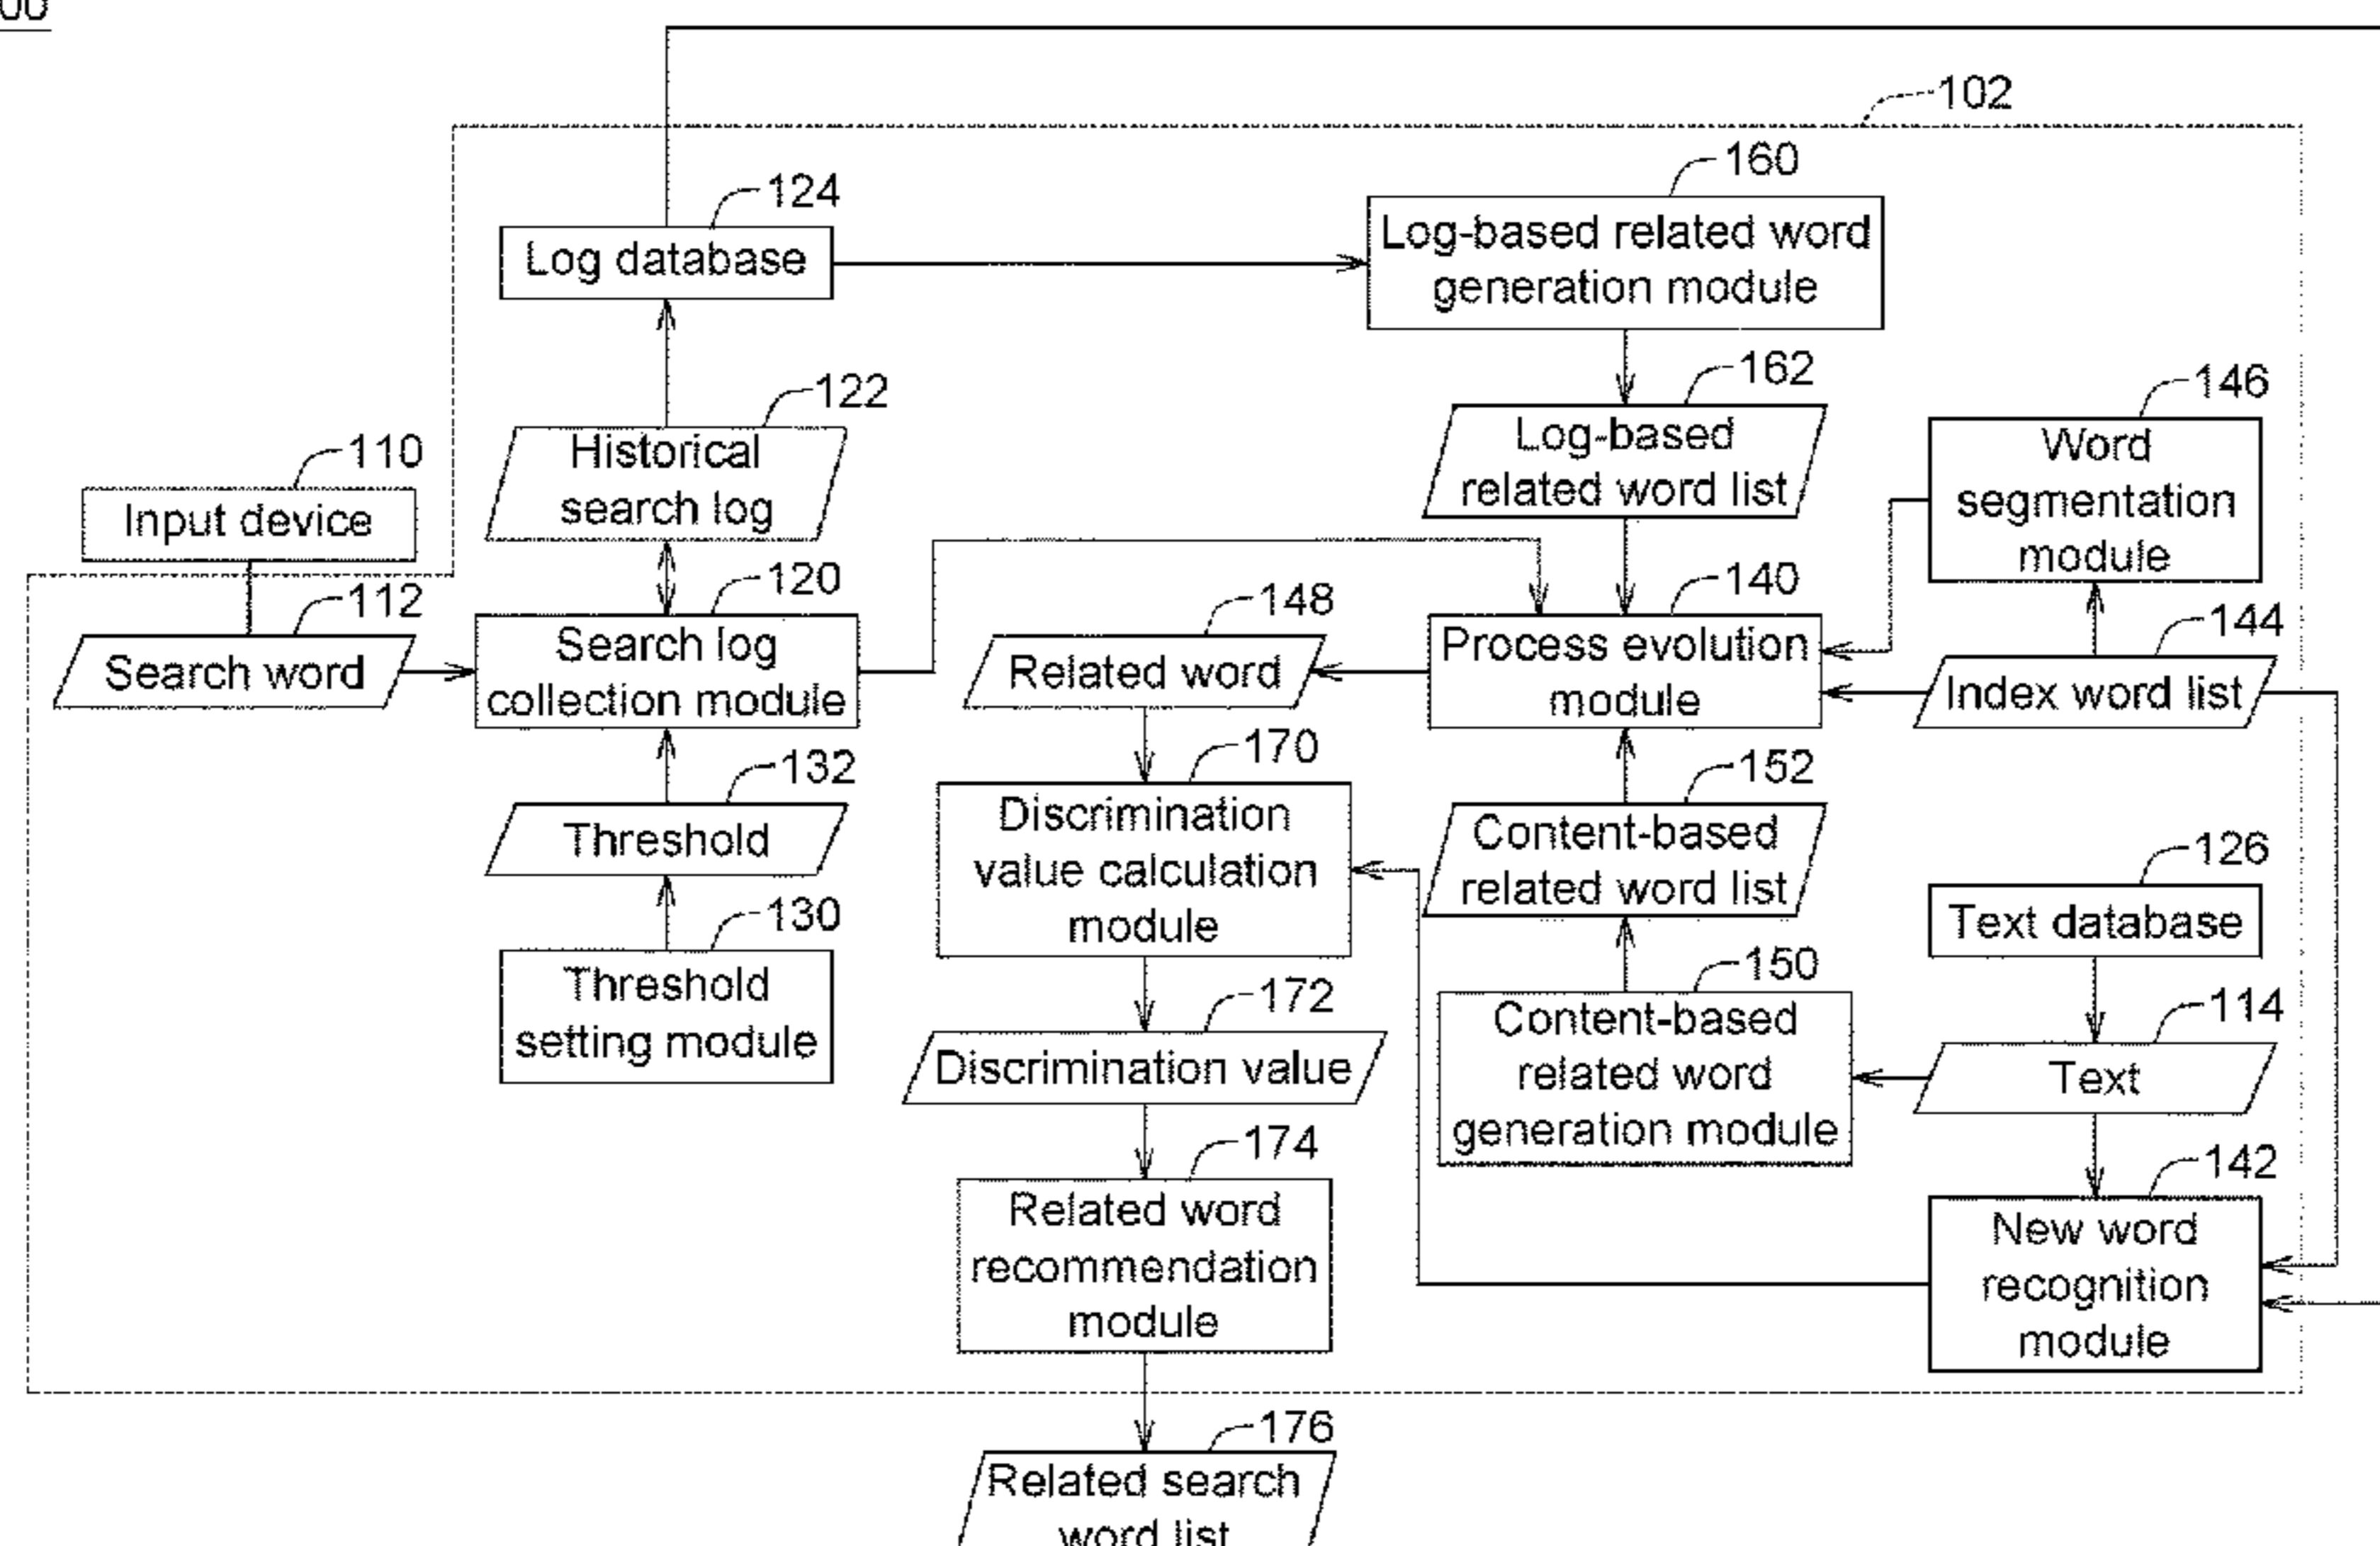 102
124
Log database
160
Log-based related word
generation module
122
Historical
search log
162
Log-based
related word list
146
Word
segmentation
module
110
Input device
112
Search word
120
Search log
collection module
148
Related word
140
Process evolution
module
144
Index word list
132
Threshold
130
Threshold
setting module
170
Discrimination
value calculation
module
152
Content-based
related word list
126
Text database
172
Discrimination value
150
Content-based
related word
generation module
114
Text
174
Related word
recommendation
module
142
New word
recognition
module
176
Related search
word list